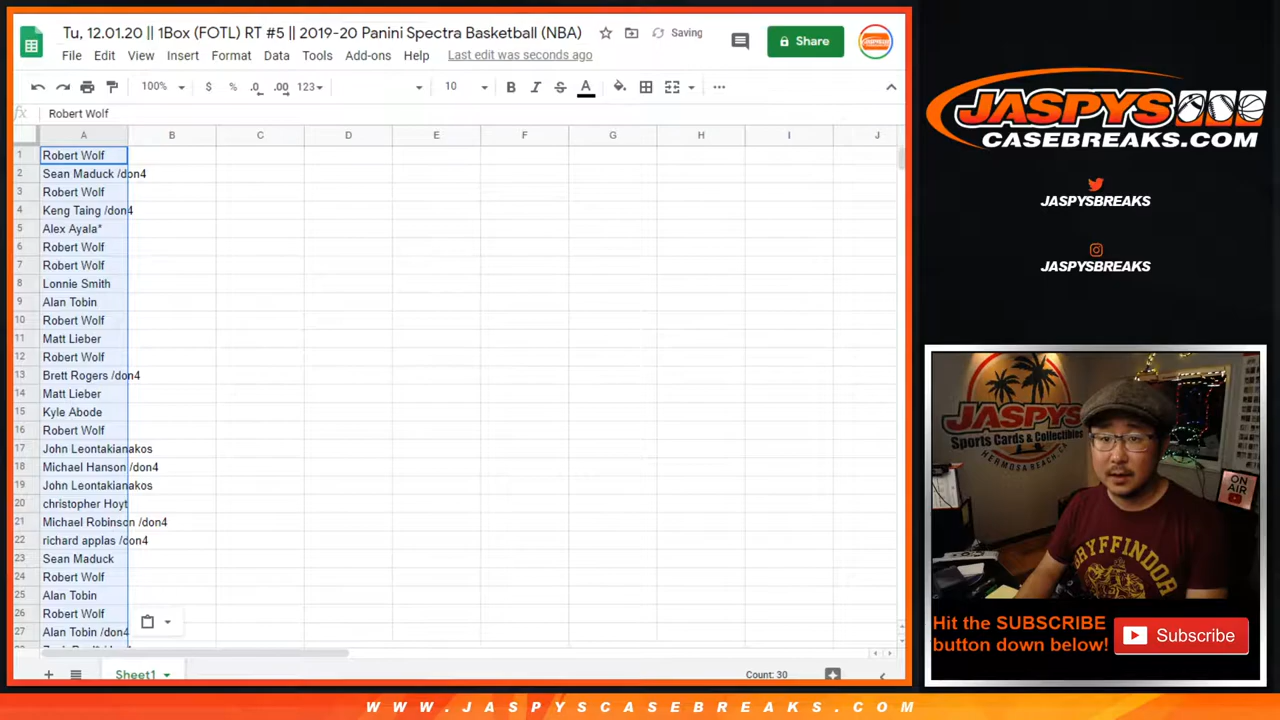 Tu, 12.01.20 || 1Box (FOTL) RT #5 || 2019-20 Panini Spectra Basketball (NBA)
Saving
Share
File Edit View Insert Format Data Tools Add-ons Help Last edit was seconds ago
100% $ % .0 .00 123 10 B I S A
fx Robert Wolf
A B C D E F G H I J
1 Robert Wolf
2 Sean Maduck /don4
3 Robert Wolf
4 Keng Taing /don4
5 Alex Ayala*
6 Robert Wolf
7 Robert Wolf
8 Lonnie Smith
9 Alan Tobin
10 Robert Wolf
11 Matt Lieber
12 Robert Wolf
13 Brett Rogers /don4
14 Matt Lieber
15 Kyle Abode
16 Robert Wolf
17 John Leontakianakos
18 Michael Hanson /don4
19 John Leontakianakos
20 christopher Hoyt
21 Michael Robinson /don4
22 richard applas /don4
23 Sean Maduck
24 Robert Wolf
25 Alan Tobin
26 Robert Wolf
27 Alan Tobin /don4
Sheet1
Count: 30
JASPYS
CASEBREAKS.COM
JASPYSBREAKS
JASPYSBREAKS
JASPYS
Sports Cards & Collectibles
HERMOSA BEACH, CA
ON AIR
GRYFFINDOR
Hit the SUBSCRIBE
button down below!
Subscribe
WWW.JASPYSCASEBREAKS.COM